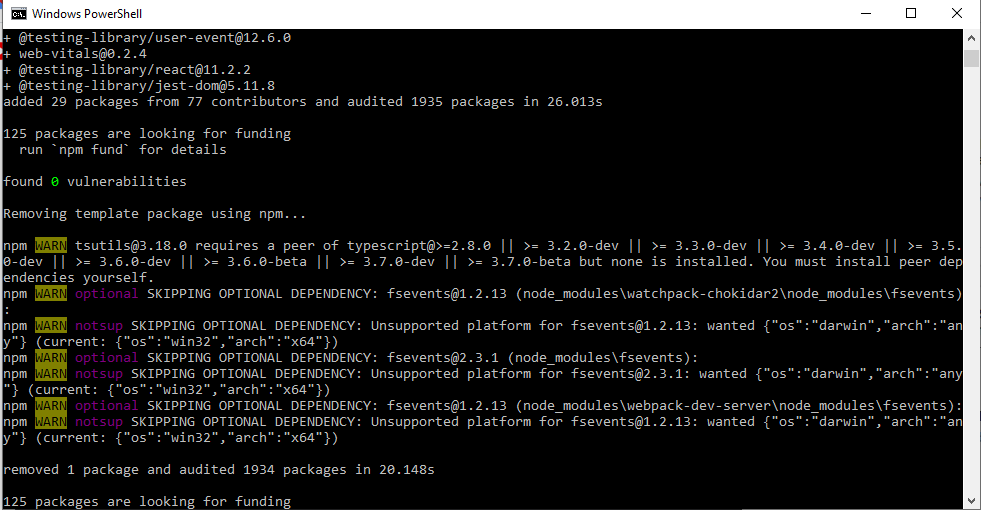 Windows PowerShell
+ @testing-library/user-event@12.6.0
+ web-vitals@0.2.4
+ @testing-library/react@11.2.2
+ @testing-library/jest-dom@5.11.8
added 29 packages from 77 contributors and audited 1935 packages in 26.013s
125 packages are looking for funding
  run `npm fund` for details
found 0 vulnerabilities
Removing template package using npm...
npm WARN tsutils@3.18.0 requires a peer of typescript@>=2.8.0 || >= 3.2.0-dev || >= 3.3.0-dev || >= 3.4.0-dev || >= 3.5.
0-dev || >= 3.6.0-dev || >= 3.6.0-beta || >= 3.7.0-dev || >= 3.7.0-beta but none is installed. You must install peer dep
endencies yourself.
npm WARN optional SKIPPING OPTIONAL DEPENDENCY: fsevents@1.2.13 (node_modules\watchpack-chokidar2\node_modules\fsevents)
:
npm WARN notsup SKIPPING OPTIONAL DEPENDENCY: Unsupported platform for fsevents@1.2.13: wanted {"os":"darwin","arch":"an
y"} (current: {"os":"win32","arch":"x64"})
npm WARN optional SKIPPING OPTIONAL DEPENDENCY: fsevents@2.3.1 (node_modules\fsevents):
npm WARN notsup SKIPPING OPTIONAL DEPENDENCY: Unsupported platform for fsevents@2.3.1: wanted {"os":"darwin","arch":"any
"} (current: {"os":"win32","arch":"x64"})
npm WARN optional SKIPPING OPTIONAL DEPENDENCY: fsevents@1.2.13 (node_modules\webpack-dev-server\node_modules\fsevents):
npm WARN notsup SKIPPING OPTIONAL DEPENDENCY: Unsupported platform for fsevents@1.2.13: wanted {"os":"darwin","arch":"an
y"} (current: {"os":"win32","arch":"x64"})
removed 1 package and audited 1934 packages in 20.148s
125 packages are looking for funding